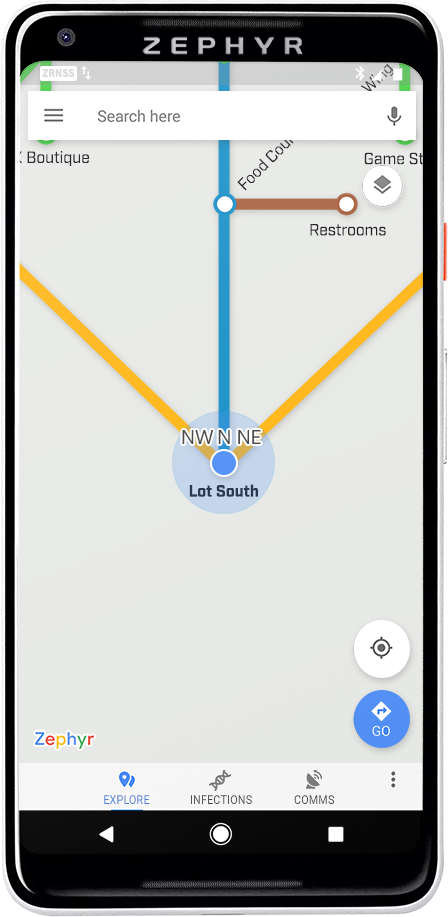 ZEPHYR
ZRNSS
Wing
Search here
Boutique
Food Cou
Game St
Restrooms
NW N NE
Lot South
Zephyr
GO
EXPLORE
INFECTIONS
COMMS